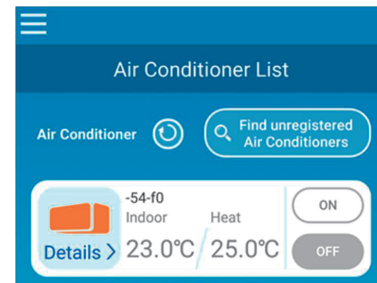 Air Conditioner List
Air Conditioner
Find unregistered
Air Conditioners
-54-f0
Indoor Heat
ON
Details > 23.0℃ 25.0℃ OFF